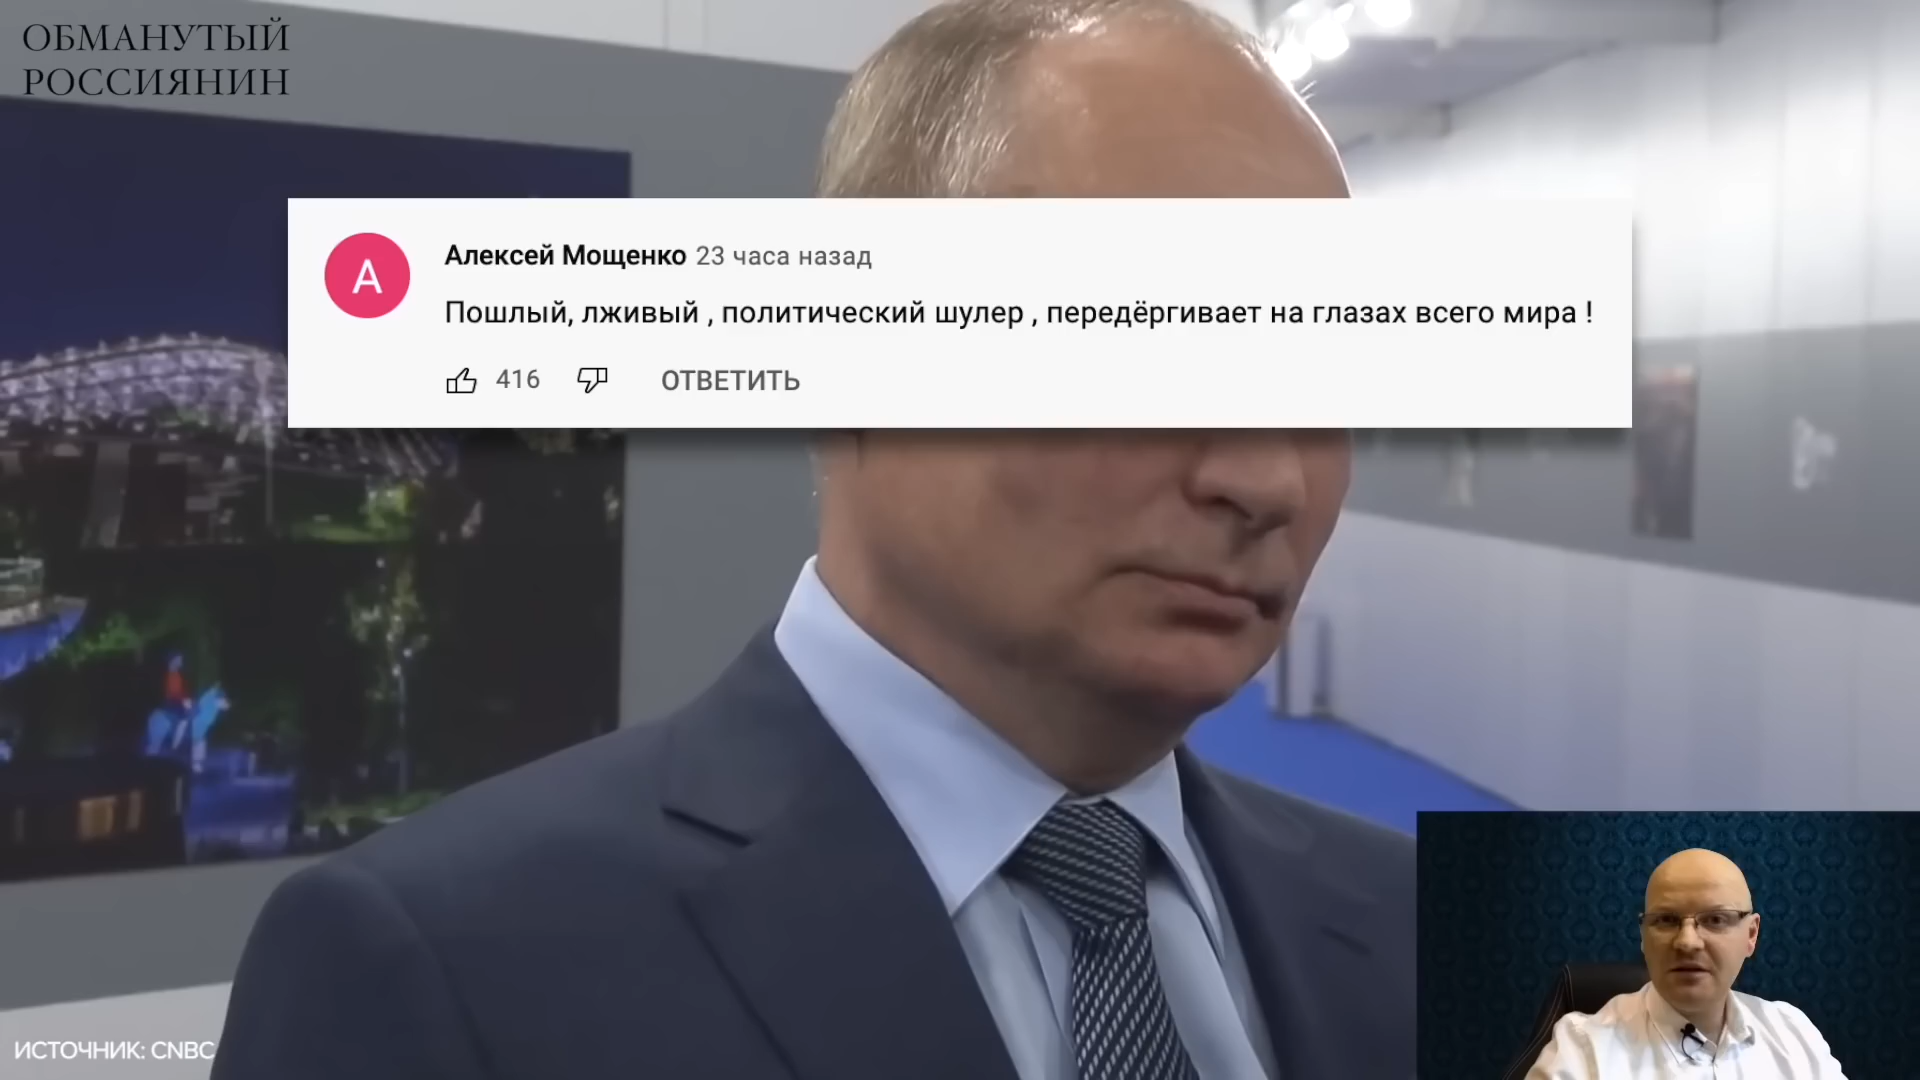 ОБМАНУТЫЙ
РОССИЯНИН
А
Алексей Мощенко 23 часа назад
Пошлый, лживый , политический шулер , передёргивает на глазах всего мира !
416 ОТВЕТИТЬ
ИСТОЧНИК: CNBC